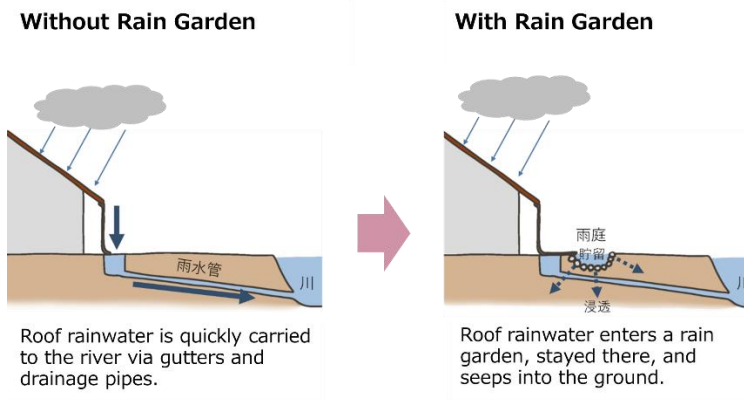 Without Rain Garden
雨水管
川
Roof rainwater is quickly carried
to the river via gutters and
drainage pipes.
With Rain Garden
雨庭
貯留
浸透
川
Roof rainwater enters a rain
garden, stayed there, and
seeps into the ground.